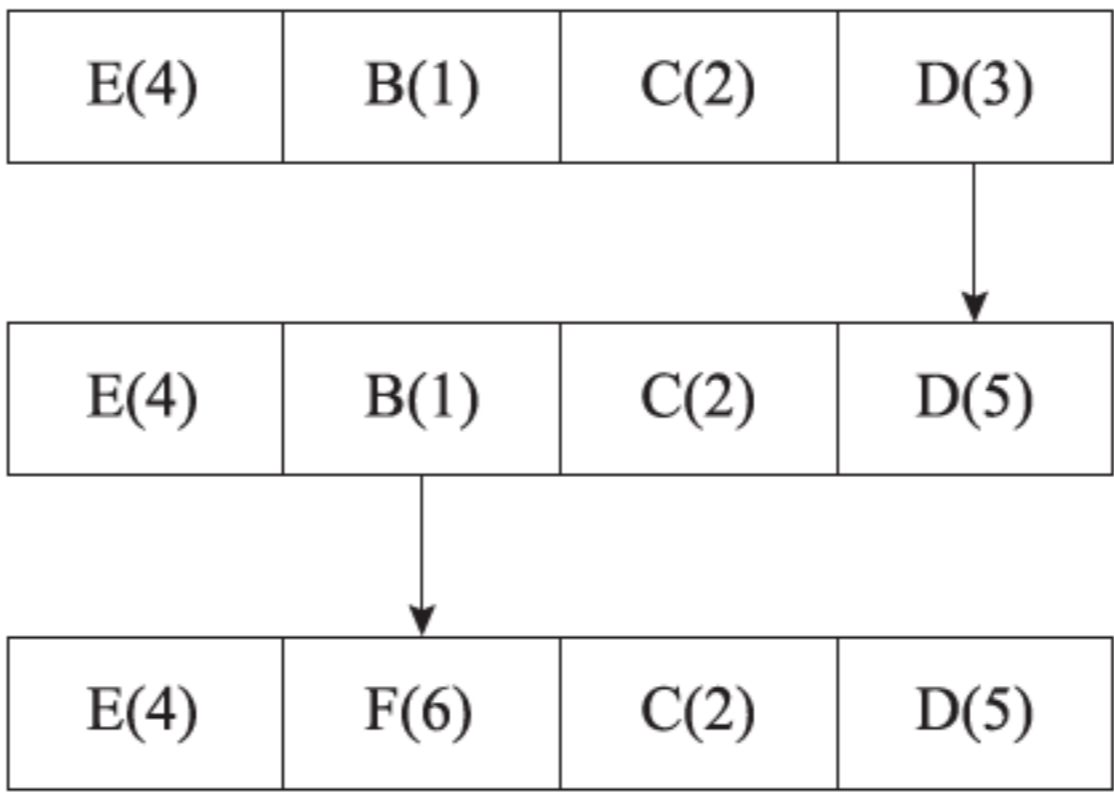 E(4) B(1) C(2) D(3)
E(4) B(1) C(2) D(5)
E(4) F(6) C(2) D(5)